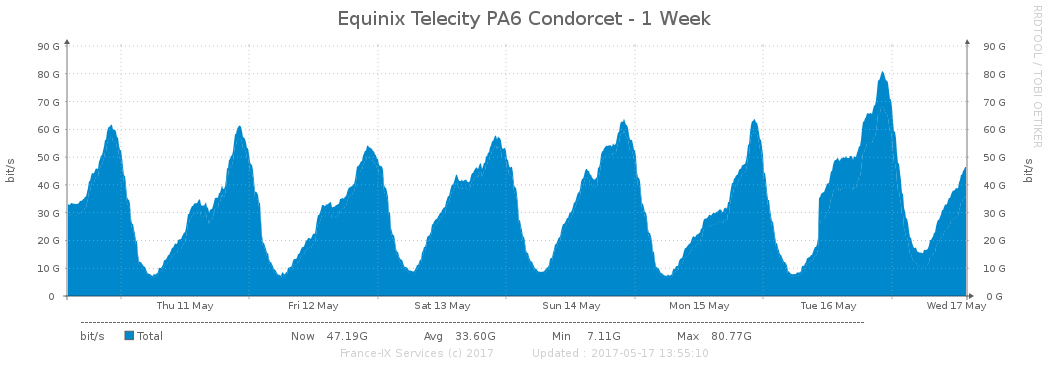 Equinix Telecity PA6 Condorcet - 1 Week
RRDTOOL / TOBI OETIKER
bit/s
90 G 90 G
80 G 80 G
70 G 70 G
60 G 60 G
50 G 50 G
40 G 40 G
30 G 30 G
20 G 20 G
10 G 10 G
0 0 G
bit/s
Thu 11 May Fri 12 May Sat 13 May Sun 14 May Mon 15 May Tue 16 May Wed 17 May
bit/s Total Now 47.19G Avg 33.60G Min 7.11G Max 80.77G
France-IX Services (c) 2017 Updated : 2017-05-17 13:55:10